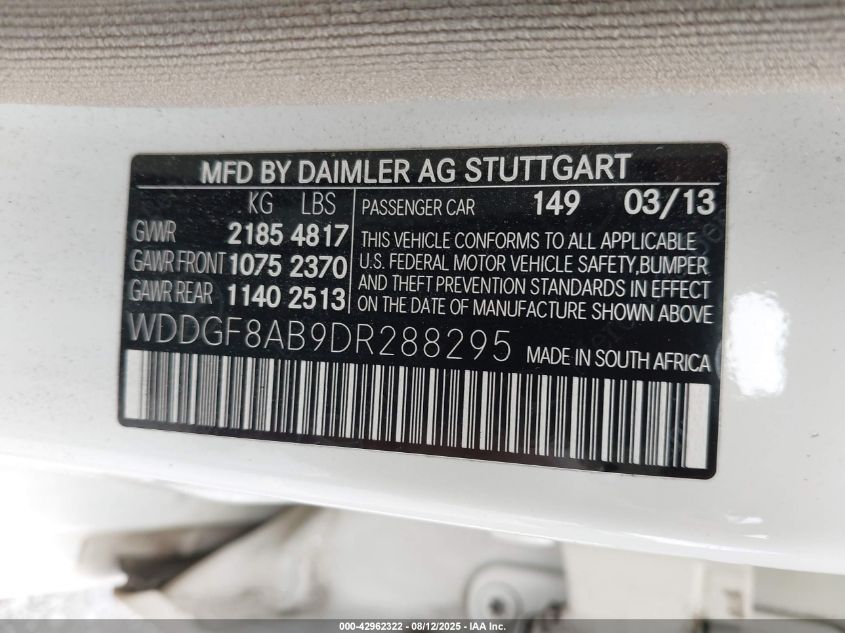 MFD BY DAIMLER AG STUTTGART
KG LBS
GVWR 2185 4817
GAWR FRONT 1075 2370
GAWR REAR 1140 2513
PASSENGER CAR 149 03/13
THIS VEHICLE CONFORMS TO ALL APPLICABLE
U.S. FEDERAL MOTOR VEHICLE SAFETY,BUMPER
AND THEFT PREVENTION STANDARDS IN EFFECT
ON THE DATE OF MANUFACTURE SHOWN ABOVE
WDDGF8AB9DR288295 MADE IN SOUTH AFRICA
000-42962322 - 08/12/2025 - IAA Inc.